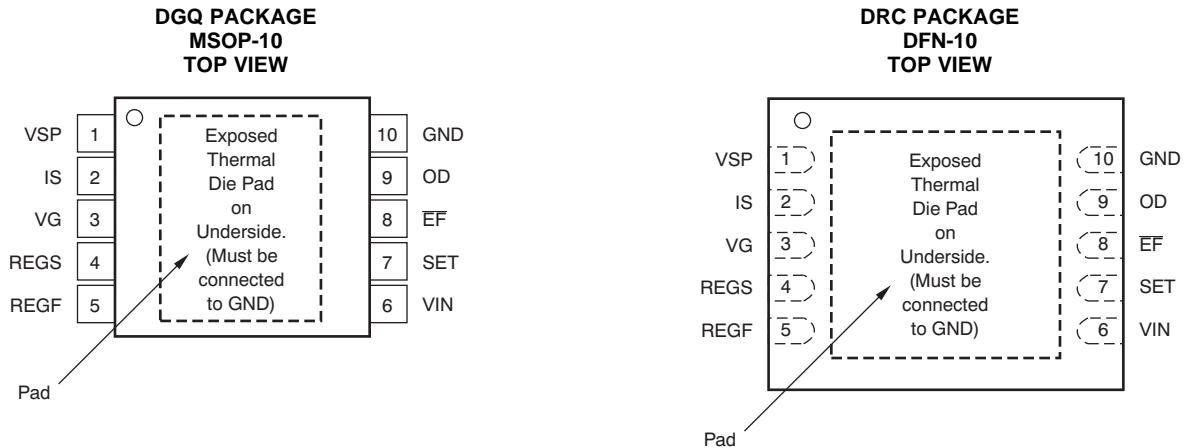 DGQ PACKAGE
MSOP-10
TOP VIEW
VSP 1
IS 2
VG 3
REGS 4
REGF 5
Exposed
Thermal
Die Pad
on
Underside.
(Must be
connected
to GND)
10 GND
9 OD
8 E̅F̅
7 SET
6 VIN
Pad
DRC PACKAGE
DFN-10
TOP VIEW
VSP 1
IS 2
VG 3
REGS 4
REGF 5
Exposed
Thermal
Die Pad
on
Underside.
(Must be
connected
to GND)
10 GND
9 OD
8 E̅F̅
7 SET
6 VIN
Pad